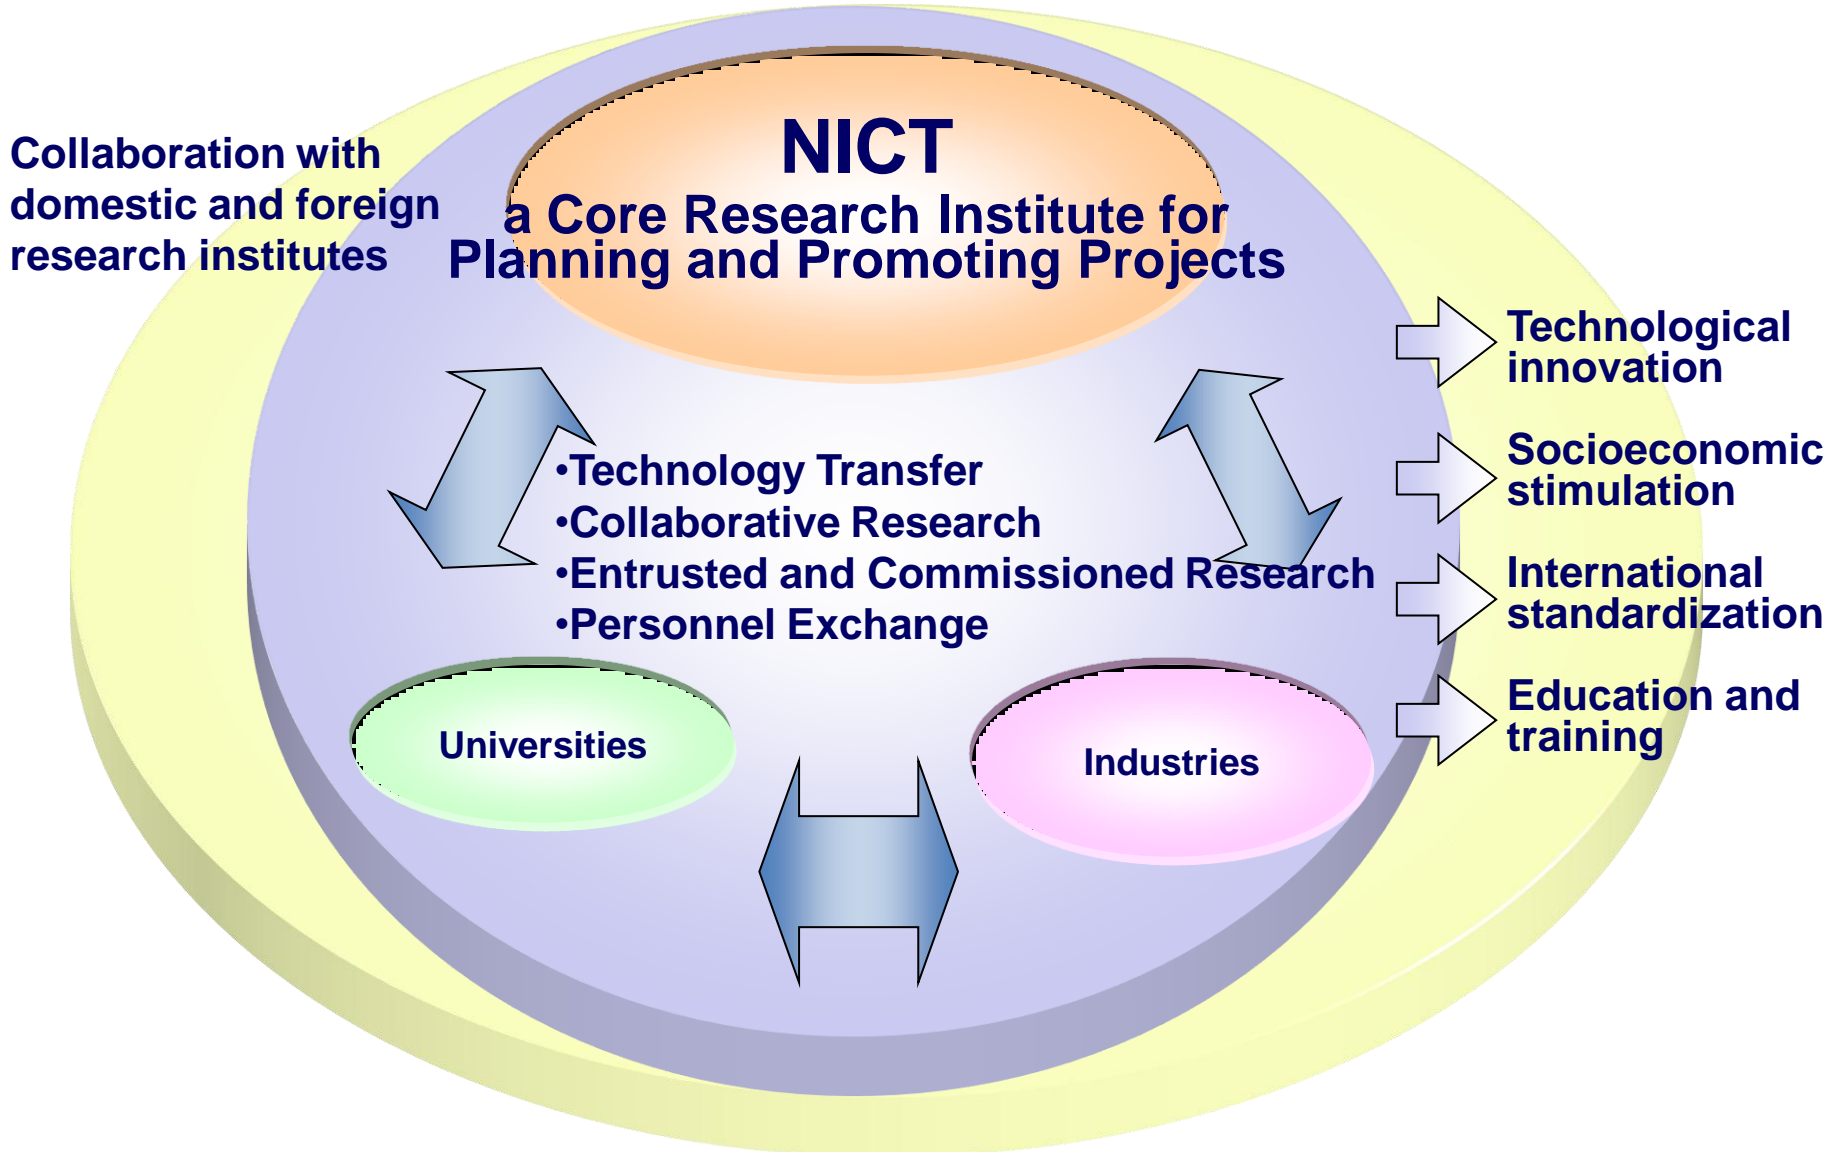 NICT
a Core Research Institute for
Planning and Promoting Projects
Collaboration with
domestic and foreign
research institutes
•Technology Transfer
•Collaborative Research
•Entrusted and Commissioned Research
•Personnel Exchange
Universities
Industries
Technological
innovation
Socioeconomic
stimulation
International
standardization
Education and
training